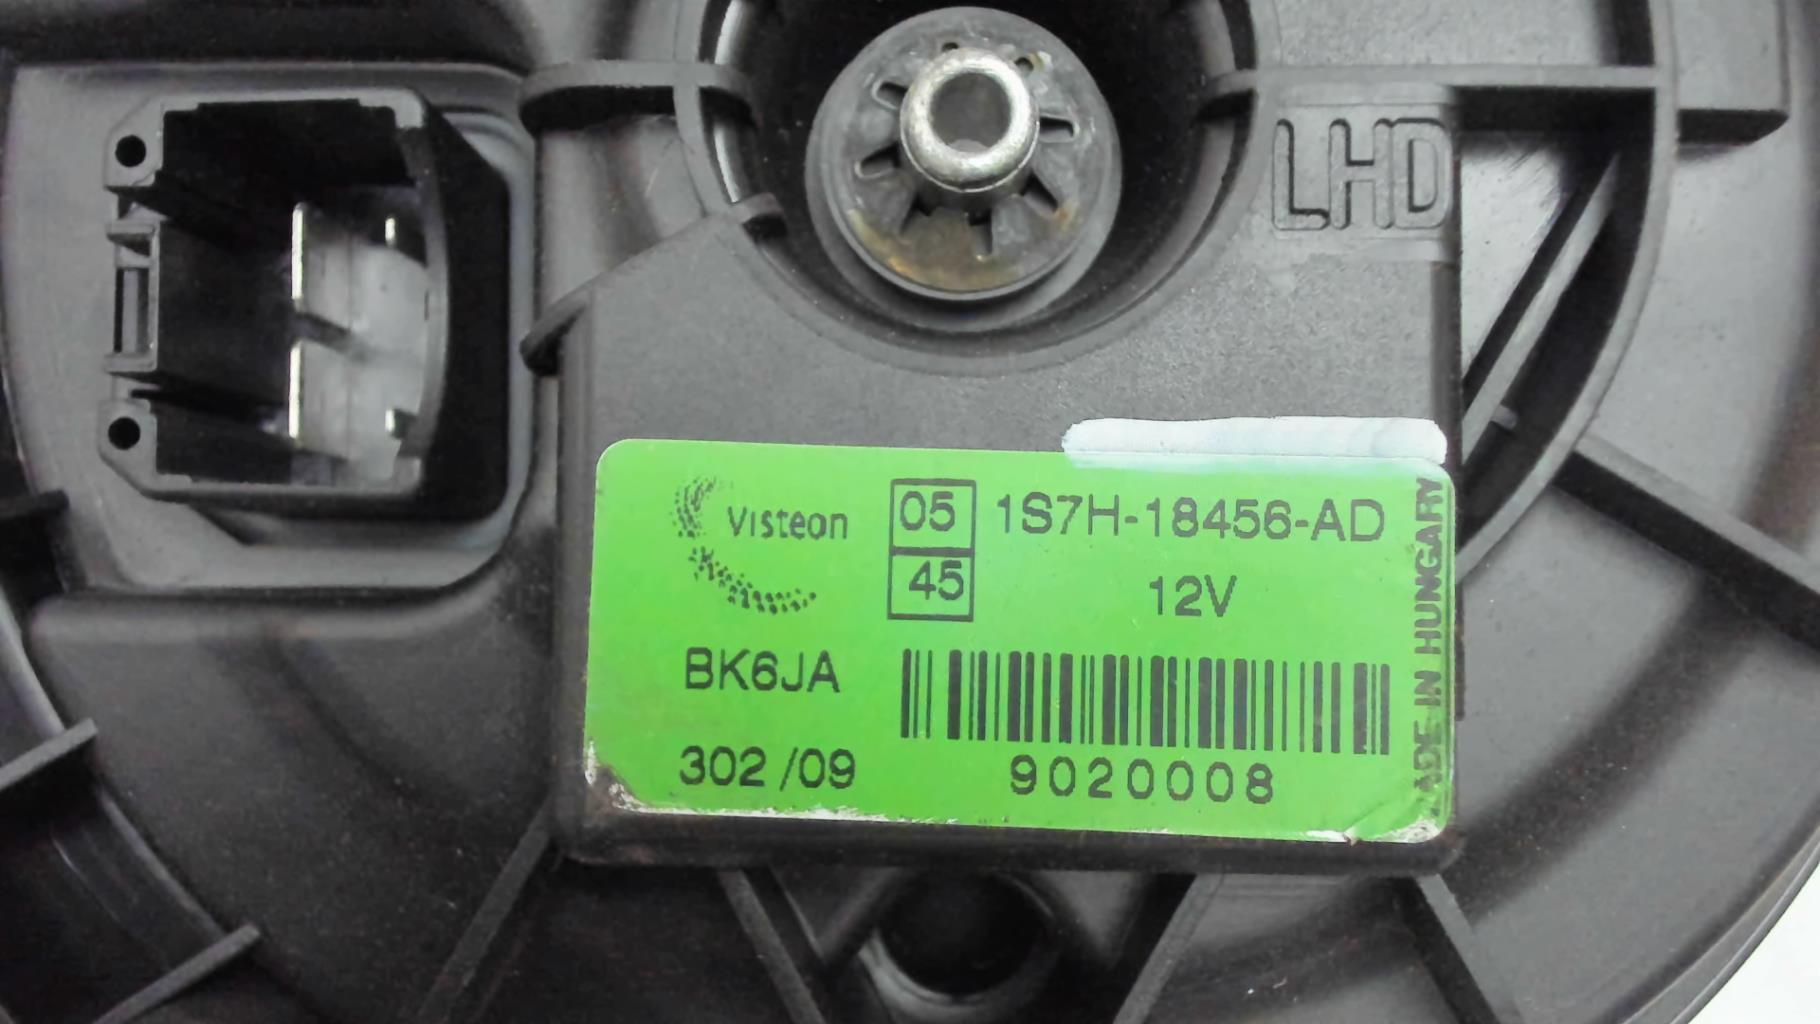 LHD
Visteon
05
45
1S7H-18456-AD
12V
BK6JA
302 /09
9020008
MADE IN HUNGARY